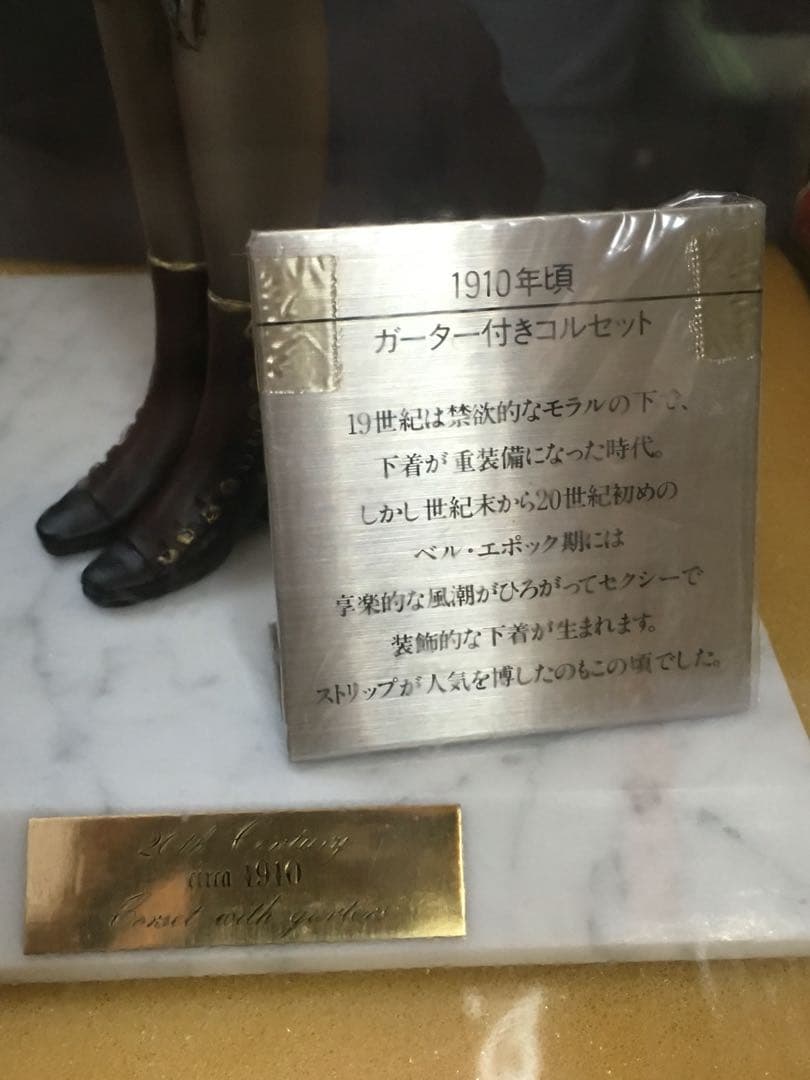 1910年頃
ガーター付きコルセット
19世紀は禁欲的なモラルの下で、
下着が重装備になった時代。
しかし世紀末から20世紀初めの
ベル・エポック期には
享楽的な風潮がひろがってセクシーで
装飾的な下着が生まれます。
ストリップが人気を博したのもこの頃でした。
20th Century
circa 1910
Corset with garters